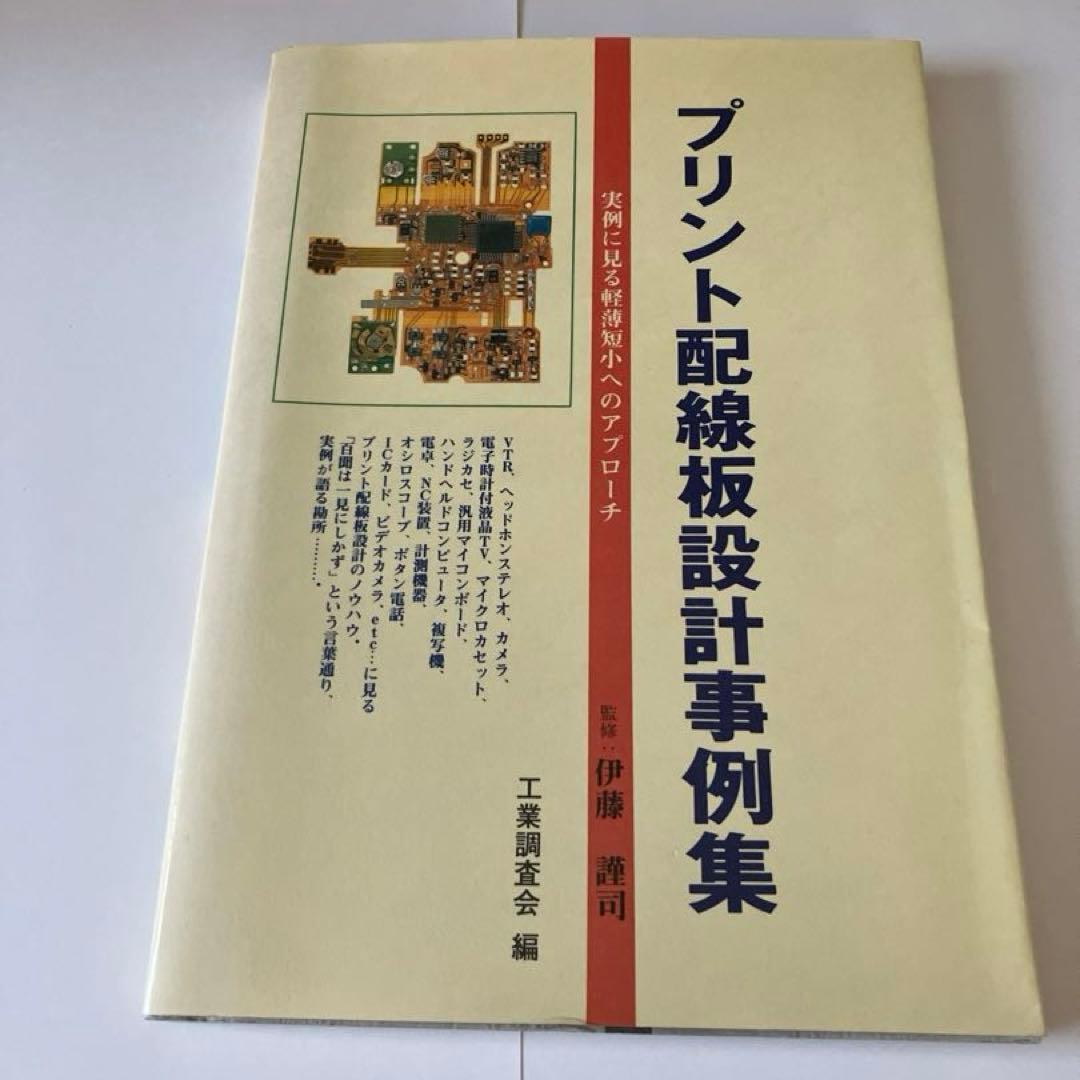 プリント配線板設計事例集
実例に見る軽薄短小へのアプローチ
監修：伊藤 謹司
VTR、ヘッドホンステレオ、カメラ、
電子時計付液晶TV、マイクロカセット、
ラジカセ、汎用マイコンボード、
ハンドヘルドコンピュータ、複写機、
電卓、NC装置、計測機器、
オシロスコープ、ボタン電話、
ICカード、ビデオカメラ、etc…に見る
プリント配線板設計のノウハウ・
「百聞は一見にしかず」という言葉通り、
実例が語る勘所………・
工業調査会 編